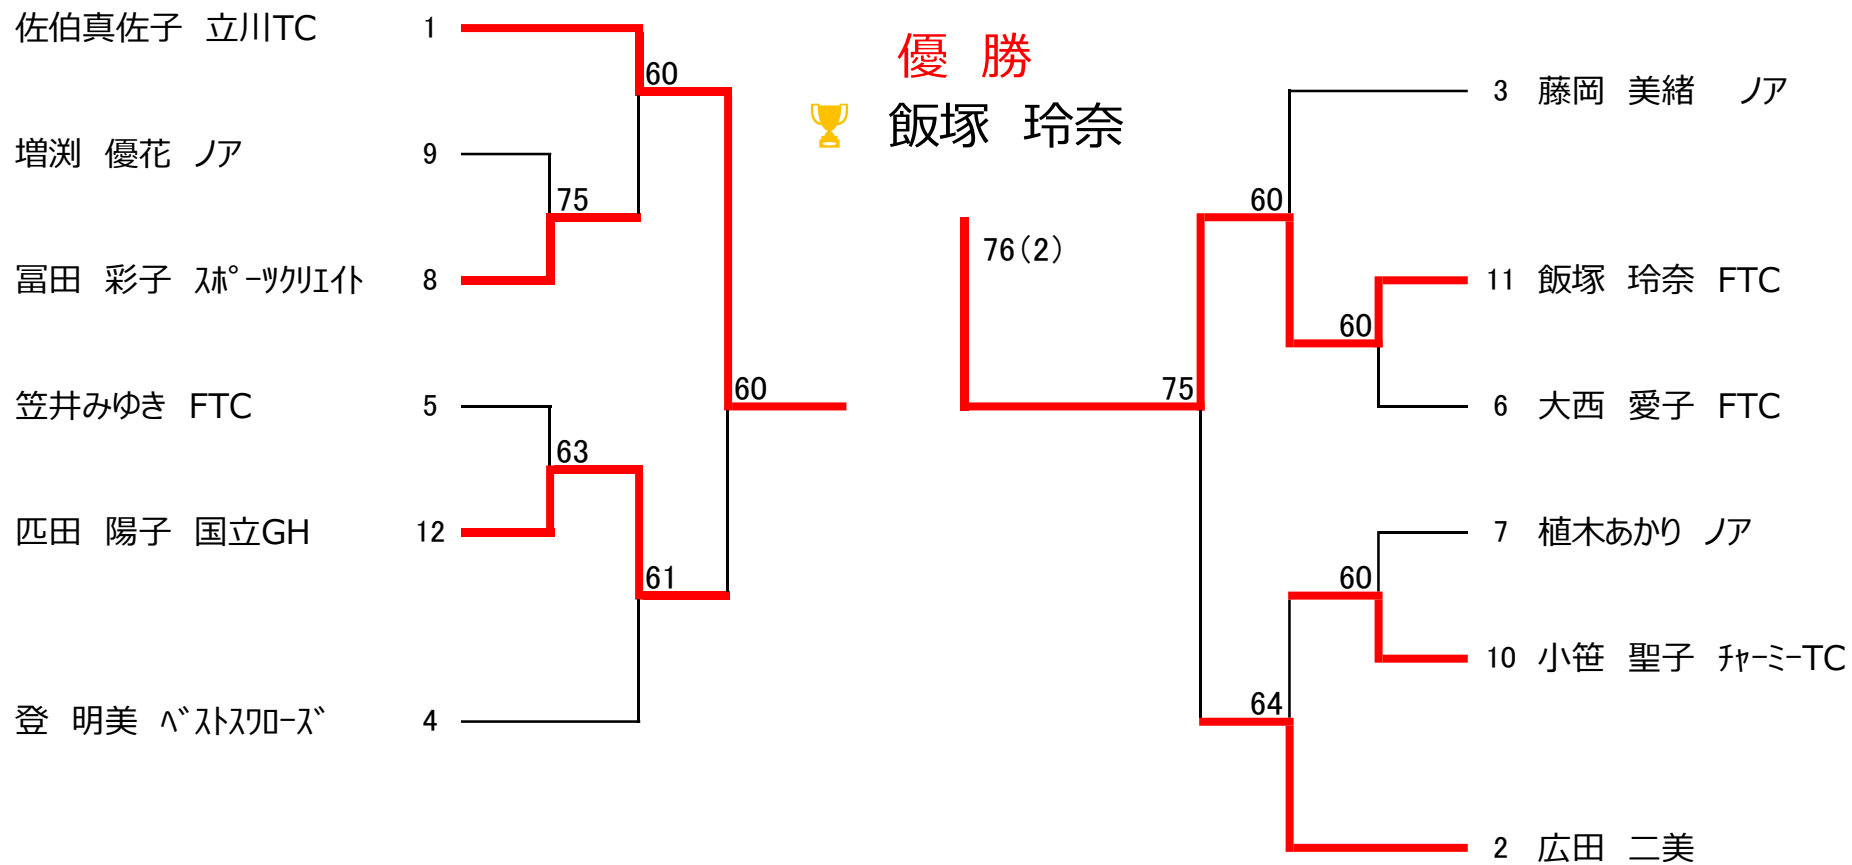 佐伯真佐子 立川TC 1
60
増渕 優花 ノア 9
75
冨田 彩子 ｽﾎﾟｰﾂｸﾘｴｲﾄ 8
笠井みゆき FTC 5
63
匹田 陽子 国立GH 12
61
登 明美 ﾍﾞｽﾄｽﾜﾛｰｽﾞ 4
60
優 勝
飯塚 玲奈
76(2)
75
3 藤岡 美緒 ノア
60
11 飯塚 玲奈 FTC
60
6 大西 愛子 FTC
7 植木あかり ノア
60
10 小笹 聖子 ﾁｬｰﾐｰTC
64
2 広田 二美